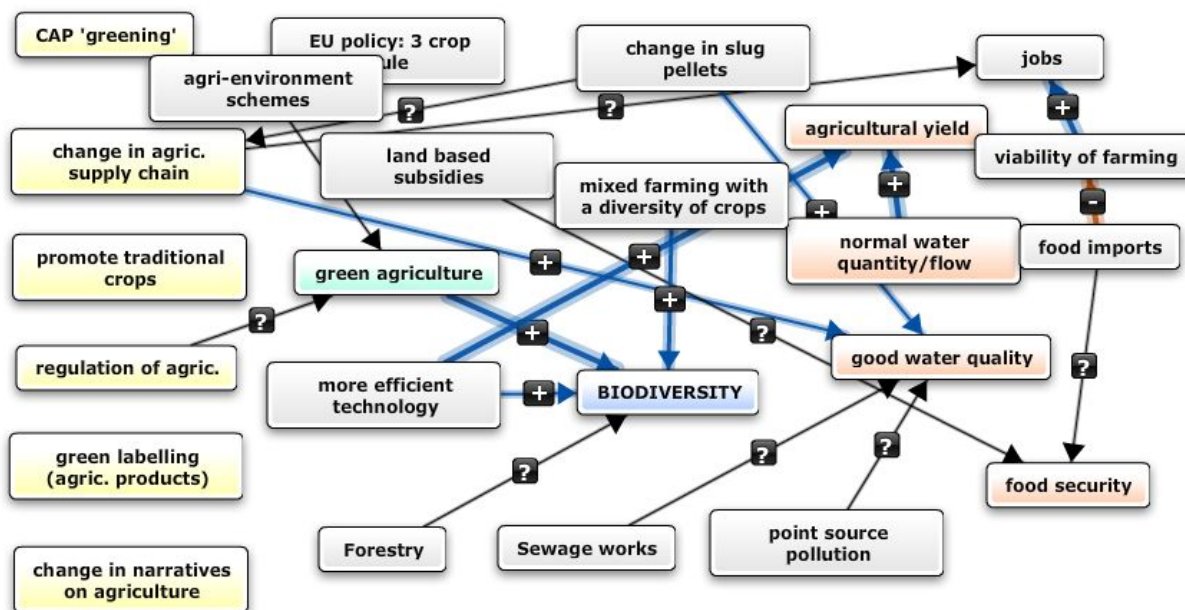 CAP 'greening'
EU policy: 3 crop
ule
agri-environment
schemes
change in slug
pellets
jobs
?
?
+
agricultural yield
change in agric.
supply chain
land based
subsidies
viability of farming
mixed farming with
a diversity of crops
+
-
+
promote traditional
crops
green agriculture
+
+
normal water
quantity/flow
food imports
+
?
+
?
regulation of agric.
more efficient
technology
+
BIODIVERSITY
good water quality
?
green labelling
(agric. products)
?
?
?
food security
Forestry
Sewage works
point source
pollution
change in narratives
on agriculture